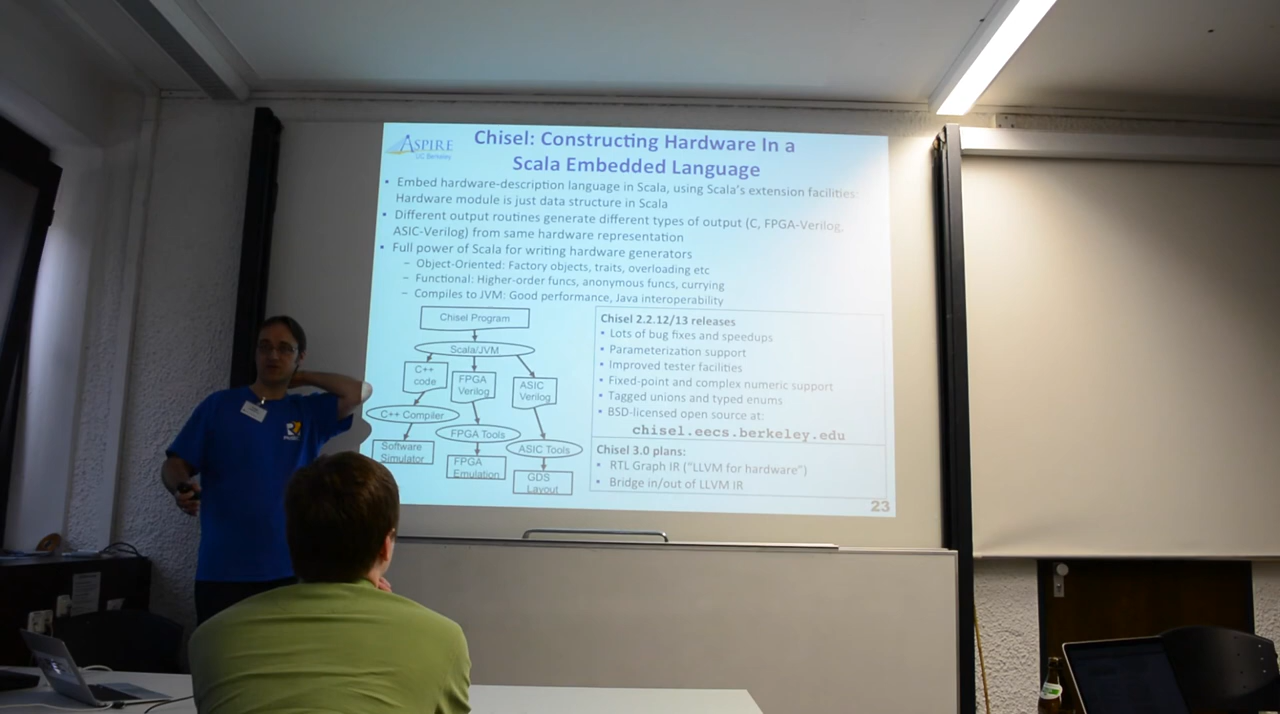 ASPIRE
UC Berkeley
Chisel: Constructing Hardware In a
Scala Embedded Language
• Embed hardware-description language in Scala, using Scala's extension facilities:
Hardware module is just data structure in Scala
• Different output routines generate different types of output (C, FPGA-Verilog,
ASIC-Verilog) from same hardware representation
• Full power of Scala for writing hardware generators
– Object-Oriented: Factory objects, traits, overloading etc
– Functional: Higher-order funcs, anonymous funcs, currying
– Compiles to JVM: Good performance, Java interoperability
Chisel Program
Scala/JVM
C++
code
FPGA
Verilog
ASIC
Verilog
C++ Compiler
FPGA Tools
ASIC Tools
Software
Simulator
FPGA
Emulation
GDS
Layout
Chisel 2.2.12/13 releases
• Lots of bug fixes and speedups
• Parameterization support
• Improved tester facilities
• Fixed-point and complex numeric support
• Tagged unions and typed enums
• BSD-licensed open source at:
chisel.eecs.berkeley.edu
Chisel 3.0 plans:
• RTL Graph IR ("LLVM for hardware")
• Bridge in/out of LLVM IR
23